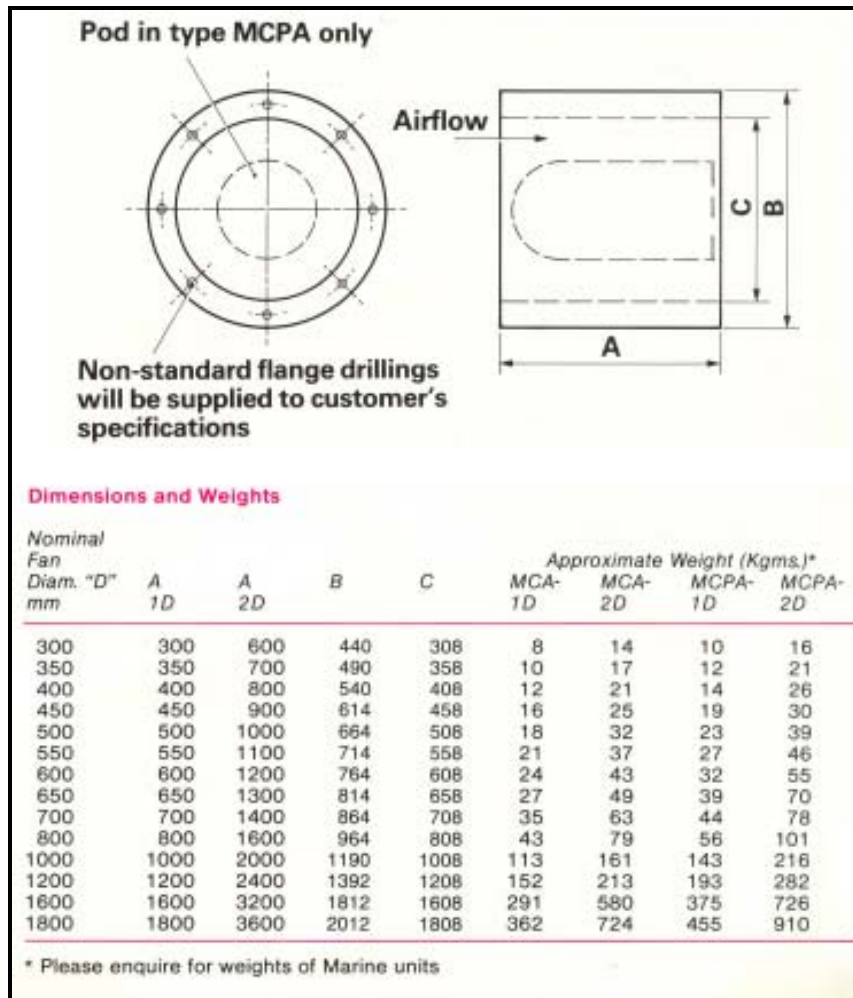 Pod in type MCPA only
Airflow
C
B
A
Non-standard flange drillings
will be supplied to customer's
specifications
Dimensions and Weights
Nominal
Fan Approximate Weight (Kgms.)*
Diam. "D" A A B C MCA- MCA- MCPA- MCPA-
mm 1D 2D 1D 2D 1D 2D
300 300 600 440 308 8 14 10 16
350 350 700 490 358 10 17 12 21
400 400 800 540 408 12 21 14 26
450 450 900 614 458 16 25 19 30
500 500 1000 664 508 18 32 23 39
550 550 1100 714 558 21 37 27 46
600 600 1200 764 608 24 43 32 55
650 650 1300 814 658 27 49 39 70
700 700 1400 864 708 35 63 44 78
800 800 1600 964 808 43 79 56 101
1000 1000 2000 1190 1008 113 161 143 216
1200 1200 2400 1392 1208 152 213 193 282
1600 1600 3200 1812 1608 291 580 375 726
1800 1800 3600 2012 1808 362 724 455 910
* Please enquire for weights of Marine units